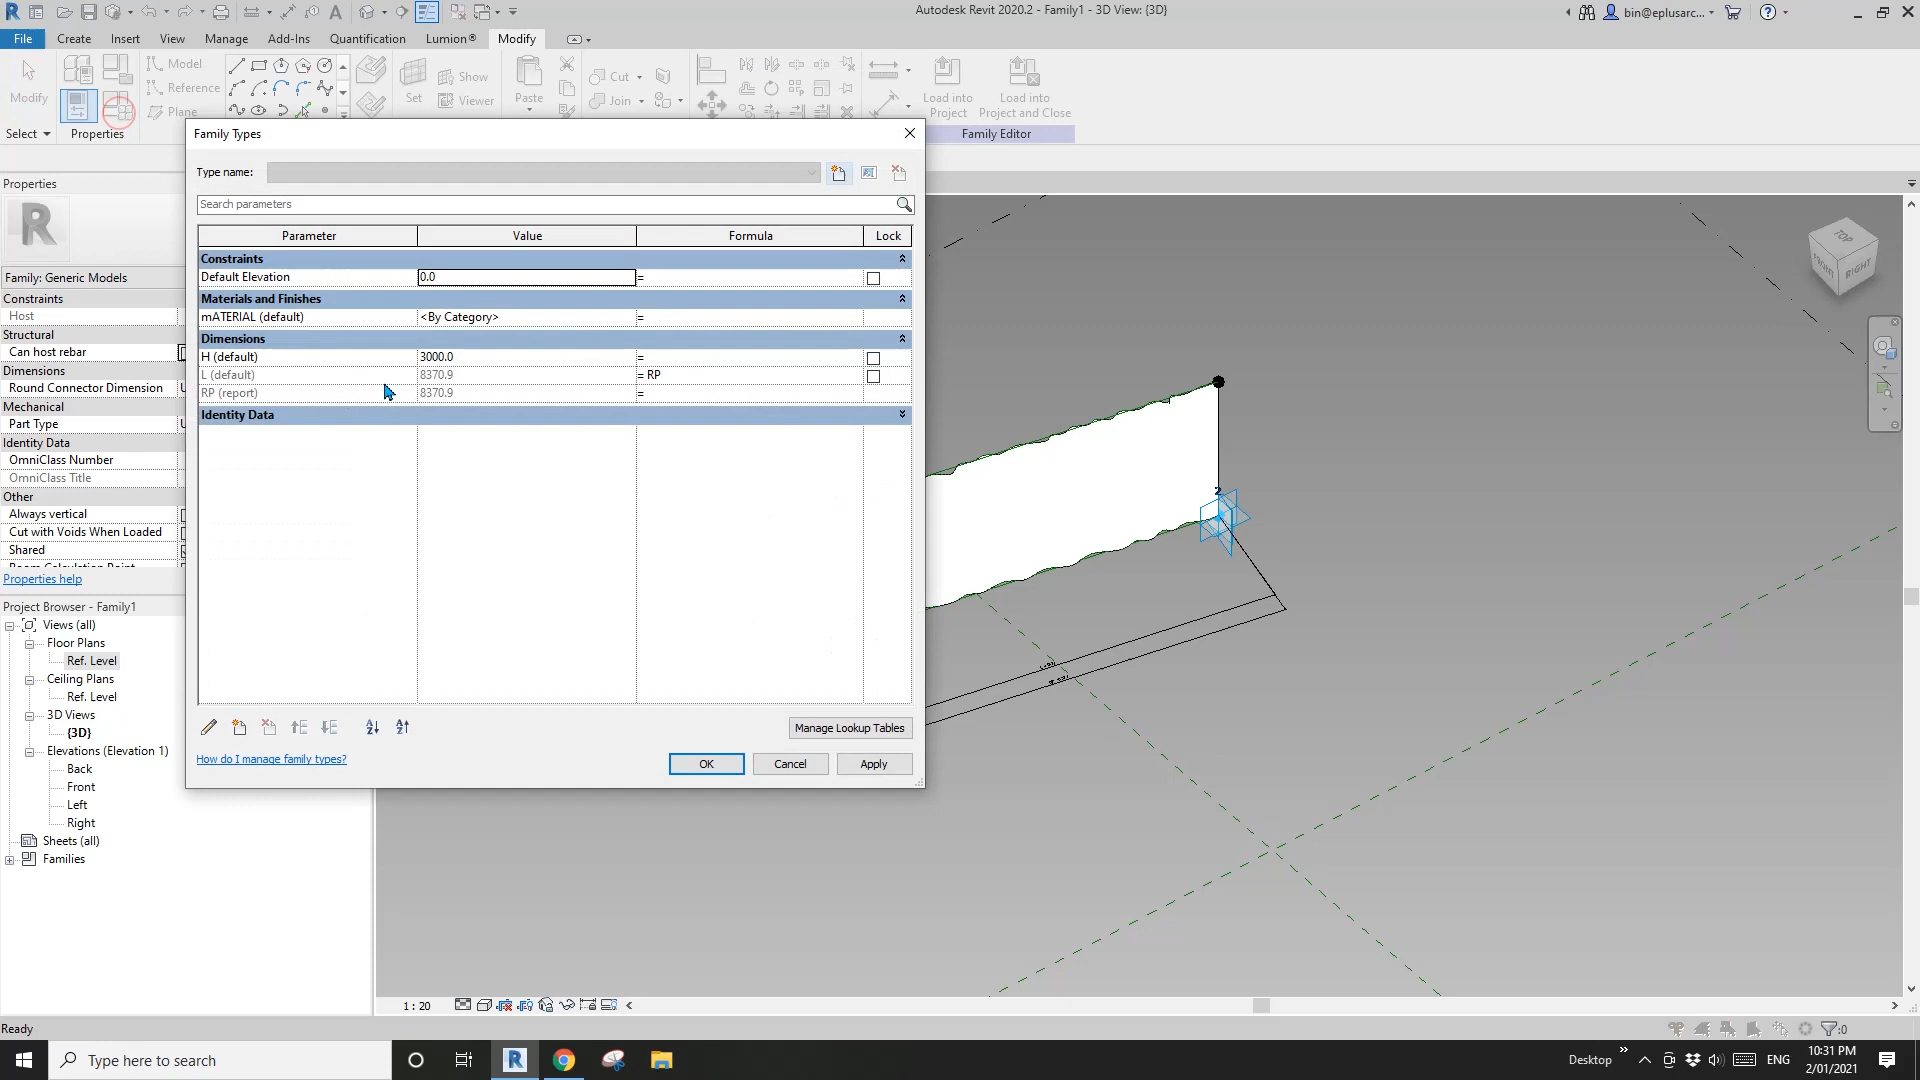 Autodesk Revit 2020.2 - Family1 - 3D View: {3D}
bin@eplusarc...
File
Create
Insert
View
Manage
Add-Ins
Quantification
Lumion®
Modify
Modify
Select
Properties
Model
Reference
Plane
Set
Show
Viewer
Paste
Cut
Join
Load into
Project
Load into
Project and Close
Family Editor
Properties
Family: Generic Models
Constraints
Host
Structural
Can host rebar
Dimensions
Round Connector Dimension
Mechanical
Part Type
Identity Data
OmniClass Number
OmniClass Title
Other
Always vertical
Cut with Voids When Loaded
Shared
Properties help
Project Browser - Family1
Views (all)
Floor Plans
Ref. Level
Ceiling Plans
Ref. Level
3D Views
{3D}
Elevations (Elevation 1)
Back
Front
Left
Right
Sheets (all)
Families
Family Types
Type name:
Search parameters
Parameter Value Formula Lock
Constraints
Default Elevation 0.0 =
Materials and Finishes
mATERIAL (default) <By Category> =
Dimensions
H (default) 3000.0 =
L (default) 8370.9 = RP
RP (report) 8370.9 =
Identity Data
Manage Lookup Tables
How do I manage family types?
OK
Cancel
Apply
TOP
FRONT
RIGHT
2
1 : 20
Ready
:0
Type here to search
Desktop
ENG
10:31 PM
2/01/2021